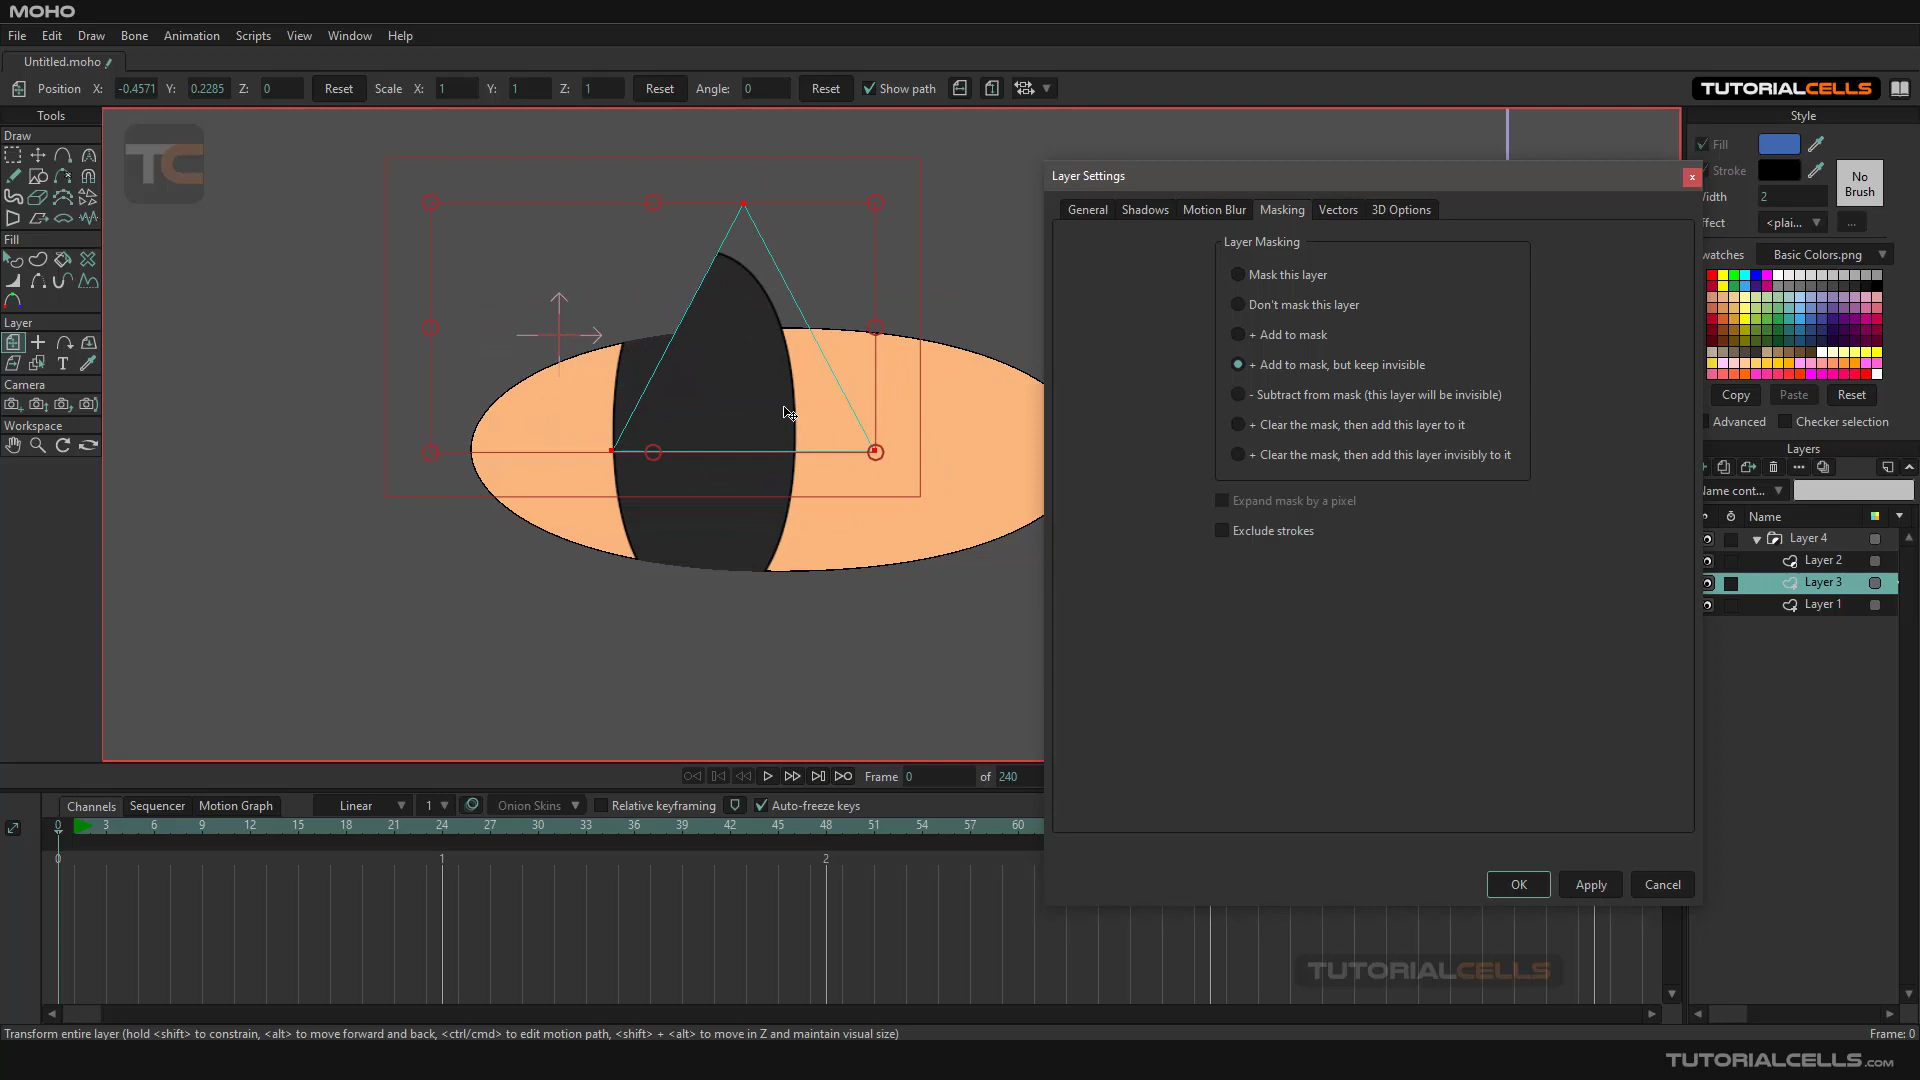 MOHO
File Edit Draw Bone Animation Scripts View Window Help
Untitled.moho
Position X: -0.4571 Y: 0.2285 Z: 0 Reset Scale X: 1 Y: 1 Z: 1 Reset Angle: 0 Reset Show path
TUTORIALCELLS
Tools
Style
Draw
TC
Fill
Stroke
No
Brush
Layer Settings
idth 2
General Shadows Motion Blur Masking Vectors 3D Options
ffect <plai... ...
Fill
Layer Masking
watches Basic Colors.png
Mask this layer
Don't mask this layer
Layer
+ Add to mask
+ Add to mask, but keep invisible
T
Camera
- Subtract from mask (this layer will be invisible)
Copy Paste Reset
+ Clear the mask, then add this layer to it
Advanced Checker selection
Workspace
Layers
+ Clear the mask, then add this layer invisibly to it
ame cont...
Expand mask by a pixel
Name
Exclude strokes
Layer 4
Layer 2
Layer 3
Layer 1
Frame 0 of 240
Channels Sequencer Motion Graph Linear 1 Onion Skins Relative keyframing Auto-freeze keys
0 3 6 9 12 15 18 21 24 27 30 33 36 39 42 45 48 51 54 57 60
0 1 2
OK Apply Cancel
TUTORIALCELLS
Transform entire layer (hold <shift> to constrain, <alt> to move forward and back, <ctrl/cmd> to edit motion path, <shift> + <alt> to move in Z and maintain visual size)
Frame: 0
TUTORIALCELLS.COM